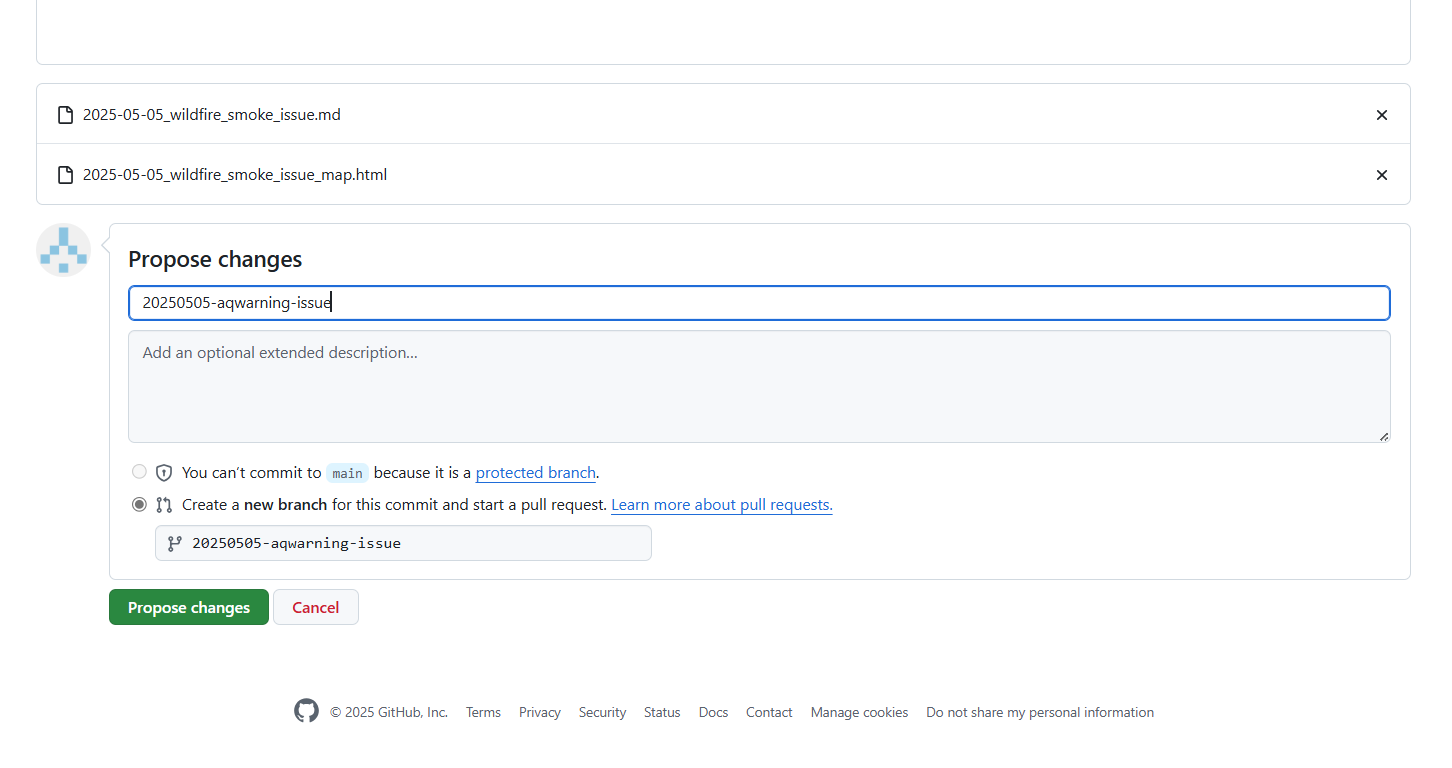 2025-05-05_wildfire_smoke_issue.md
2025-05-05_wildfire_smoke_issue_map.html
Propose changes
20250505-aqwarning-issue
Add an optional extended description...
You can't commit to main because it is a protected branch.
Create a new branch for this commit and start a pull request. Learn more about pull requests.
20250505-aqwarning-issue
Propose changes Cancel
© 2025 GitHub, Inc. Terms Privacy Security Status Docs Contact Manage cookies Do not share my personal information